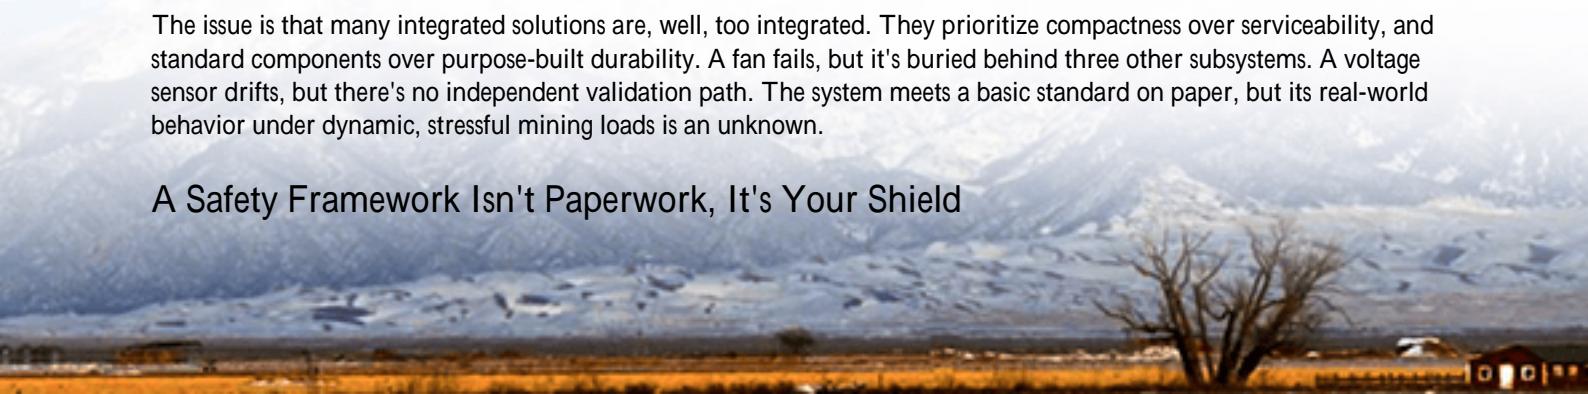 The issue is that many integrated solutions are, well, too integrated. They prioritize compactness over serviceability, and
standard components over purpose-built durability. A fan fails, but it's buried behind three other subsystems. A voltage
sensor drifts, but there's no independent validation path. The system meets a basic standard on paper, but its real-world
behavior under dynamic, stressful mining loads is an unknown.
A Safety Framework Isn't Paperwork, It's Your Shield